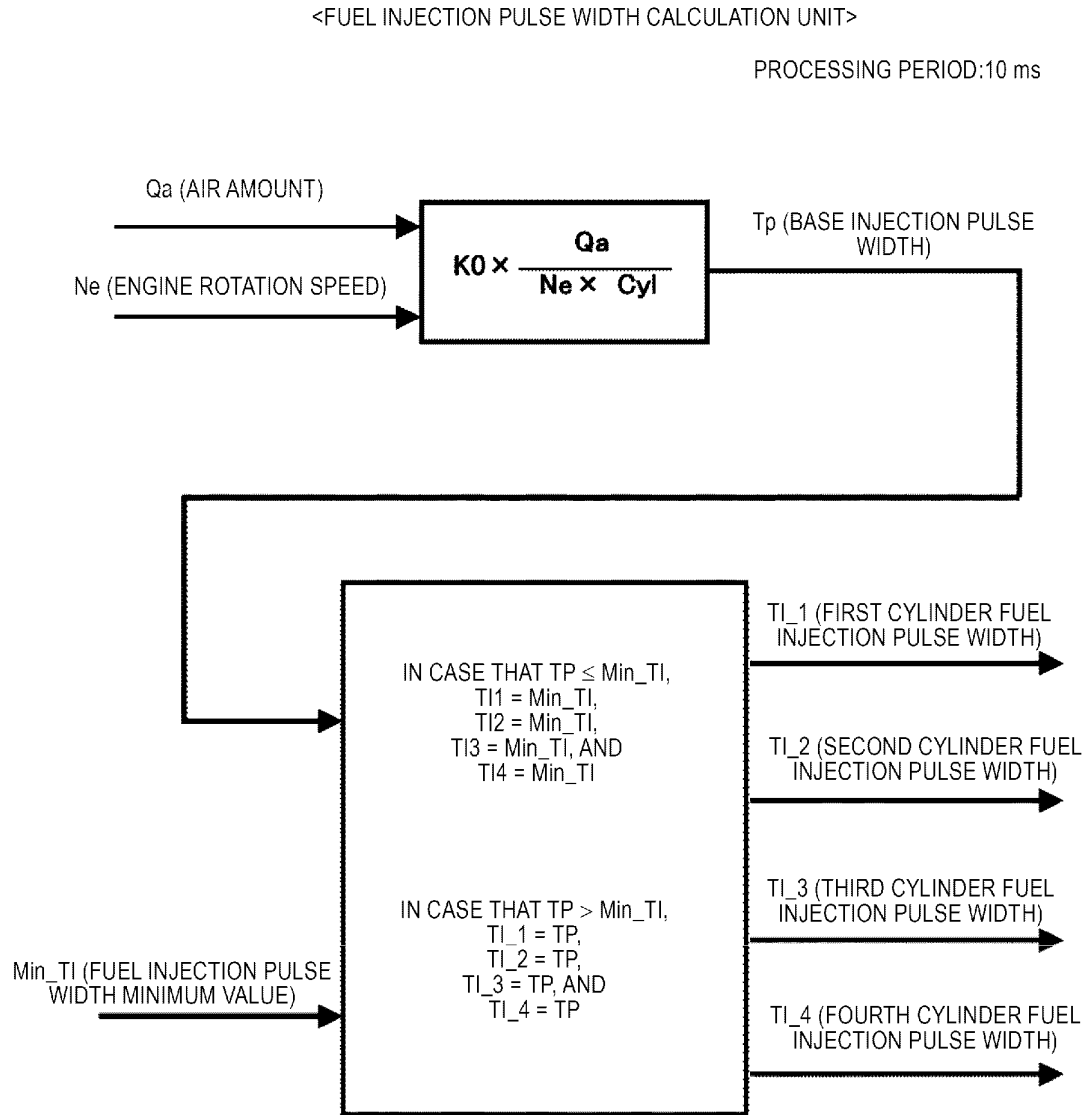 <FUEL INJECTION PULSE WIDTH CALCULATION UNIT>
PROCESSING PERIOD:10 ms
Qa (AIR AMOUNT)
Ne (ENGINE ROTATION SPEED)
K0 × Qa
Ne × Cyl
Tp (BASE INJECTION PULSE
WIDTH)
IN CASE THAT TP ≤ Min_TI,
TI1 = Min_TI,
TI2 = Min_TI,
TI3 = Min_TI, AND
TI4 = Min_TI
IN CASE THAT TP > Min_TI,
TI_1 = TP,
TI_2 = TP,
TI_3 = TP, AND
TI_4 = TP
Min_TI (FUEL INJECTION PULSE
WIDTH MINIMUM VALUE)
TI_1 (FIRST CYLINDER FUEL
INJECTION PULSE WIDTH)
TI_2 (SECOND CYLINDER FUEL
INJECTION PULSE WIDTH)
TI_3 (THIRD CYLINDER FUEL
INJECTION PULSE WIDTH)
TI_4 (FOURTH CYLINDER FUEL
INJECTION PULSE WIDTH)